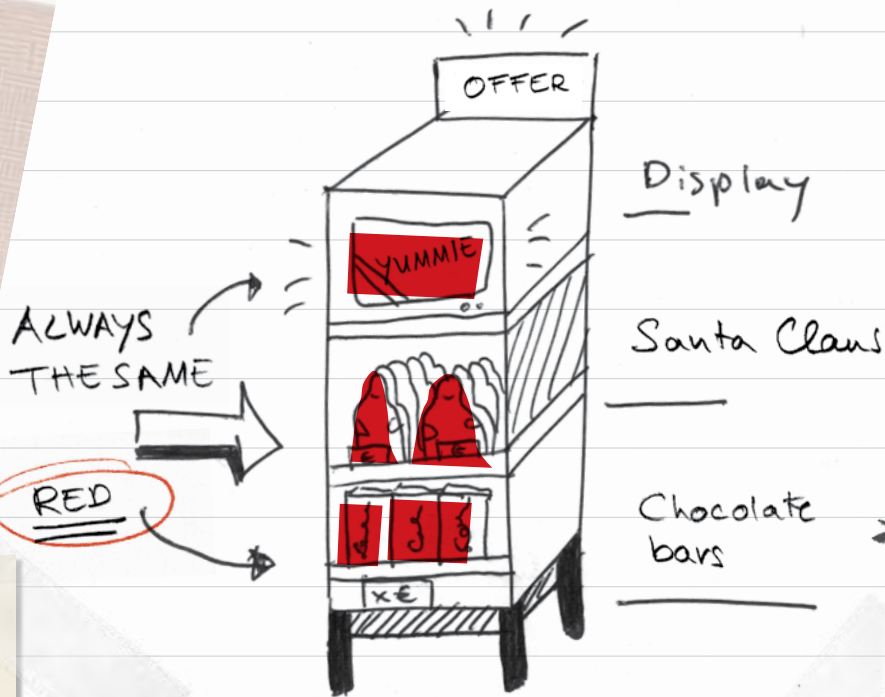 OFFER
Display
YUMMIE
ALWAYS
THE SAME
Santa Claus
€ €
RED
Chocolate
bars
x €